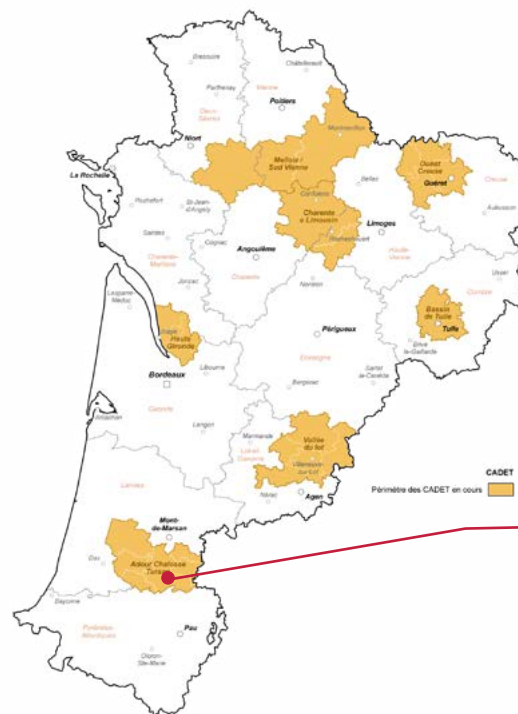 Bressuire
Châtellerault
Parthenay
Vienne
Deux-
Sèvres
Poitiers
Niort
Montmorillon
Mellois /
Sud Vienne
La Rochelle
Ouest
Creuse
Guéret
Creuse
Bellac
Confolens
Rochefort
St-Jean
d'Angély
Charente
e Limousin
Limoges
Aubusson
Rochechouart
Saintes
Cognac
Angoulême
Haute-
Vienne
Charente-
Maritime
Charente
Jonzac
Nontron
Ussel
Corrèze
Lesparre-
Médoc
Bassin
de Tulle
Tulle
Blaye
Haute
Gironde
Périgueux
Brive
la-Gaillarde
Dordogne
Libourne
Bordeaux
Sarlat
la-Canéda
Bergerac
Gironde
Arcachon
Langon
Marmande
Vallée
du lot
Lot-et-
Garonne
Villeneuve-
sur-Lot
CADET
Périmètre des CADET en cours
Nérac
Agen
Landes
Mont-
de-Marsan
Dax
Adour Chalosse
Tursan
Bayonne
Pau
Pyrénées-
Atlantiques
Oloron-
Ste-Marie